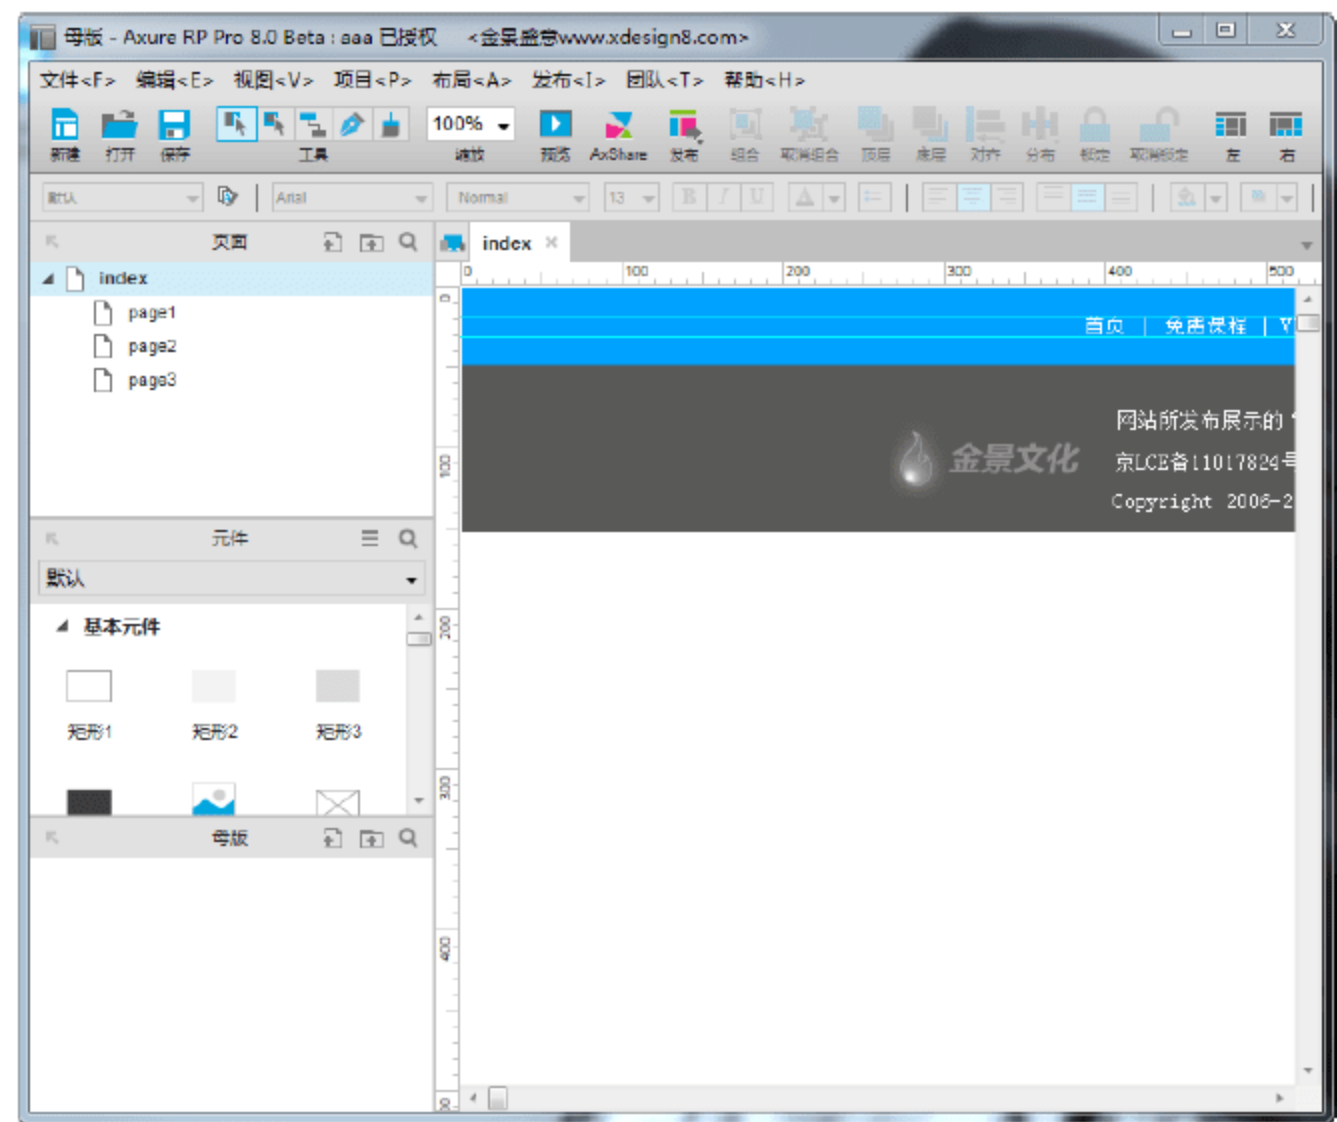 母版 - Axure RP Pro 8.0 Beta : aaa 已授权 <金景盛意www.xdesign8.com>
文件<F> 编辑<E> 视图<V> 项目<P> 布局<A> 发布<I> 团队<T> 帮助<H>
100%
新建 打开 保存 工具 缩放 预览 AxShare 发布 组合 取消组合 顶层 底层 对齐 分布 锁定 取消锁定 左 右
默认 Arial Normal 13 B I U A
页面
index
0 100 200 300 400 500
index
page1
page2
page3
0
100
200
300
400
首页 | 免费课程 | V
网站所发布展示的 “
金景文化
京LCE备11017824号
Copyright 2006-2
元件
默认
基本元件
矩形1 矩形2 矩形3
母版